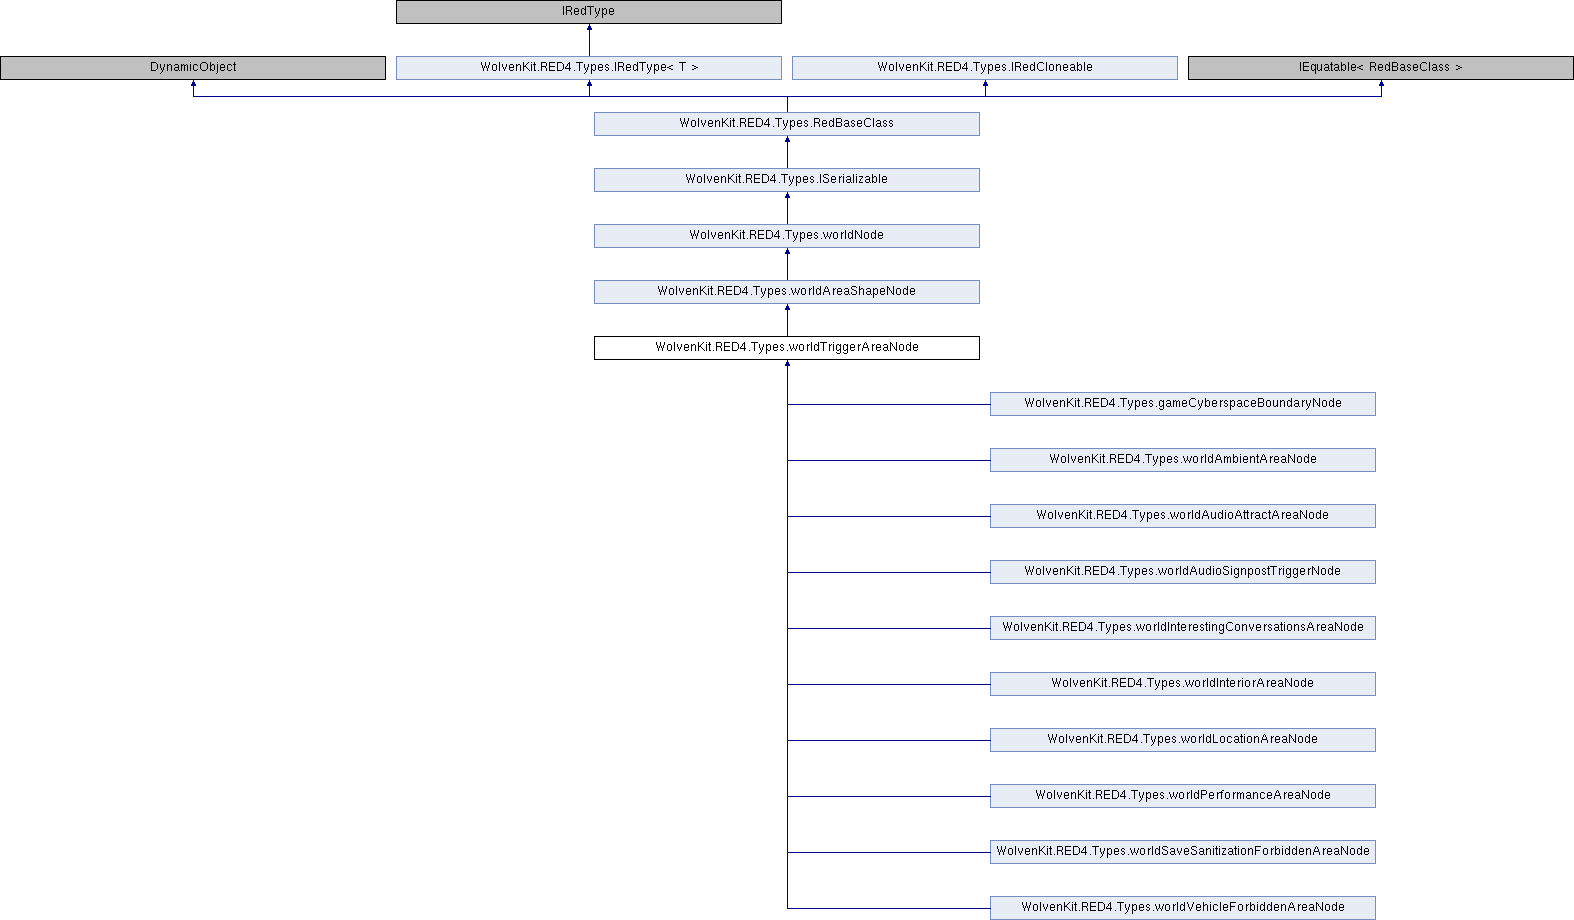 IRedType
DynamicObject
WolvenKit.RED4.Types.IRedType< T >
WolvenKit.RED4.Types.IRedCloneable
IEquatable< RedBaseClass >
WolvenKit.RED4.Types.RedBaseClass
WolvenKit.RED4.Types.ISerializable
WolvenKit.RED4.Types.worldNode
WolvenKit.RED4.Types.worldAreaShapeNode
WolvenKit.RED4.Types.worldTriggerAreaNode
WolvenKit.RED4.Types.gameCyberspaceBoundaryNode
WolvenKit.RED4.Types.worldAmbientAreaNode
WolvenKit.RED4.Types.worldAudioAttractAreaNode
WolvenKit.RED4.Types.worldAudioSignpostTriggerNode
WolvenKit.RED4.Types.worldInterestingConversationsAreaNode
WolvenKit.RED4.Types.worldInteriorAreaNode
WolvenKit.RED4.Types.worldLocationAreaNode
WolvenKit.RED4.Types.worldPerformanceAreaNode
WolvenKit.RED4.Types.worldSaveSanitizationForbiddenAreaNode
WolvenKit.RED4.Types.worldVehicleForbiddenAreaNode